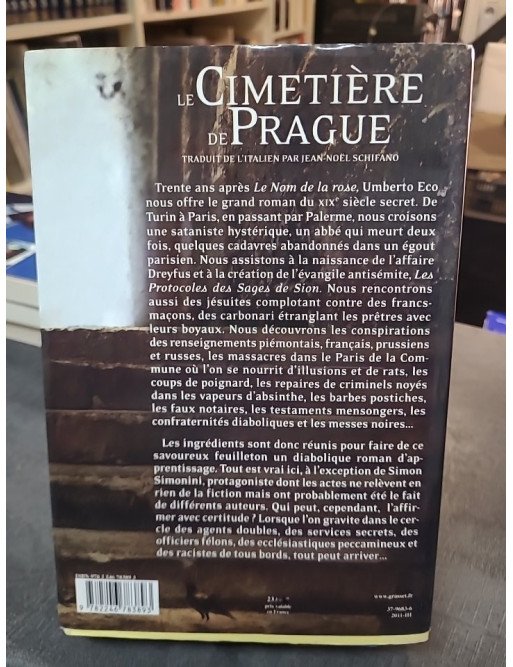 LE CIMETIÈRE
DE PRAGUE
TRADUIT DE L'ITALIEN PAR JEAN-NOËL SCHIFANO
Trente ans après Le Nom de la rose, Umberto Eco
nous offre le grand roman du XIXe siècle secret. De
Turin à Paris, en passant par Palerme, nous croisons
une sataniste hystérique, un abbé qui meurt deux
fois, quelques cadavres abandonnés dans un égout
parisien. Nous assistons à la naissance de l'affaire
Dreyfus et à la création de l'évangile antisémite, Les
Protocoles des Sages de Sion. Nous rencontrons
aussi des jésuites complotant contre des francs-
maçons, des carbonari étranglant les prêtres avec
leurs boyaux. Nous découvrons les conspirations
des renseignements piémontais, français, prussiens
et russes, les massacres dans le Paris de la Com-
mune où l'on se nourrit d'illusions et de rats, les
coups de poignard, les repaires de criminels noyés
dans les vapeurs d'absinthe, les barbes postiches,
les faux notaires, les testaments mensongers, les
confraternités diaboliques et les messes noires...
Les ingrédients sont donc réunis pour faire de ce
savoureux feuilleton un diabolique roman d'ap-
prentissage. Tout est vrai ici, à l'exception de Simon
Simonini, protagoniste dont les actes ne relèvent en
rien de la fiction mais ont probablement été le fait
de différents auteurs. Qui peut, cependant, l'affir-
mer avec certitude ? Lorsque l'on gravite dans le cer-
cle des agents doubles, des services secrets, des
officiers félons, des ecclésiastiques peccamineux et
des racistes de tous bords, tout peut arriver...
9 782246 783893
prix valable
en France
www.grasset.fr
37-9683-6
2011-III